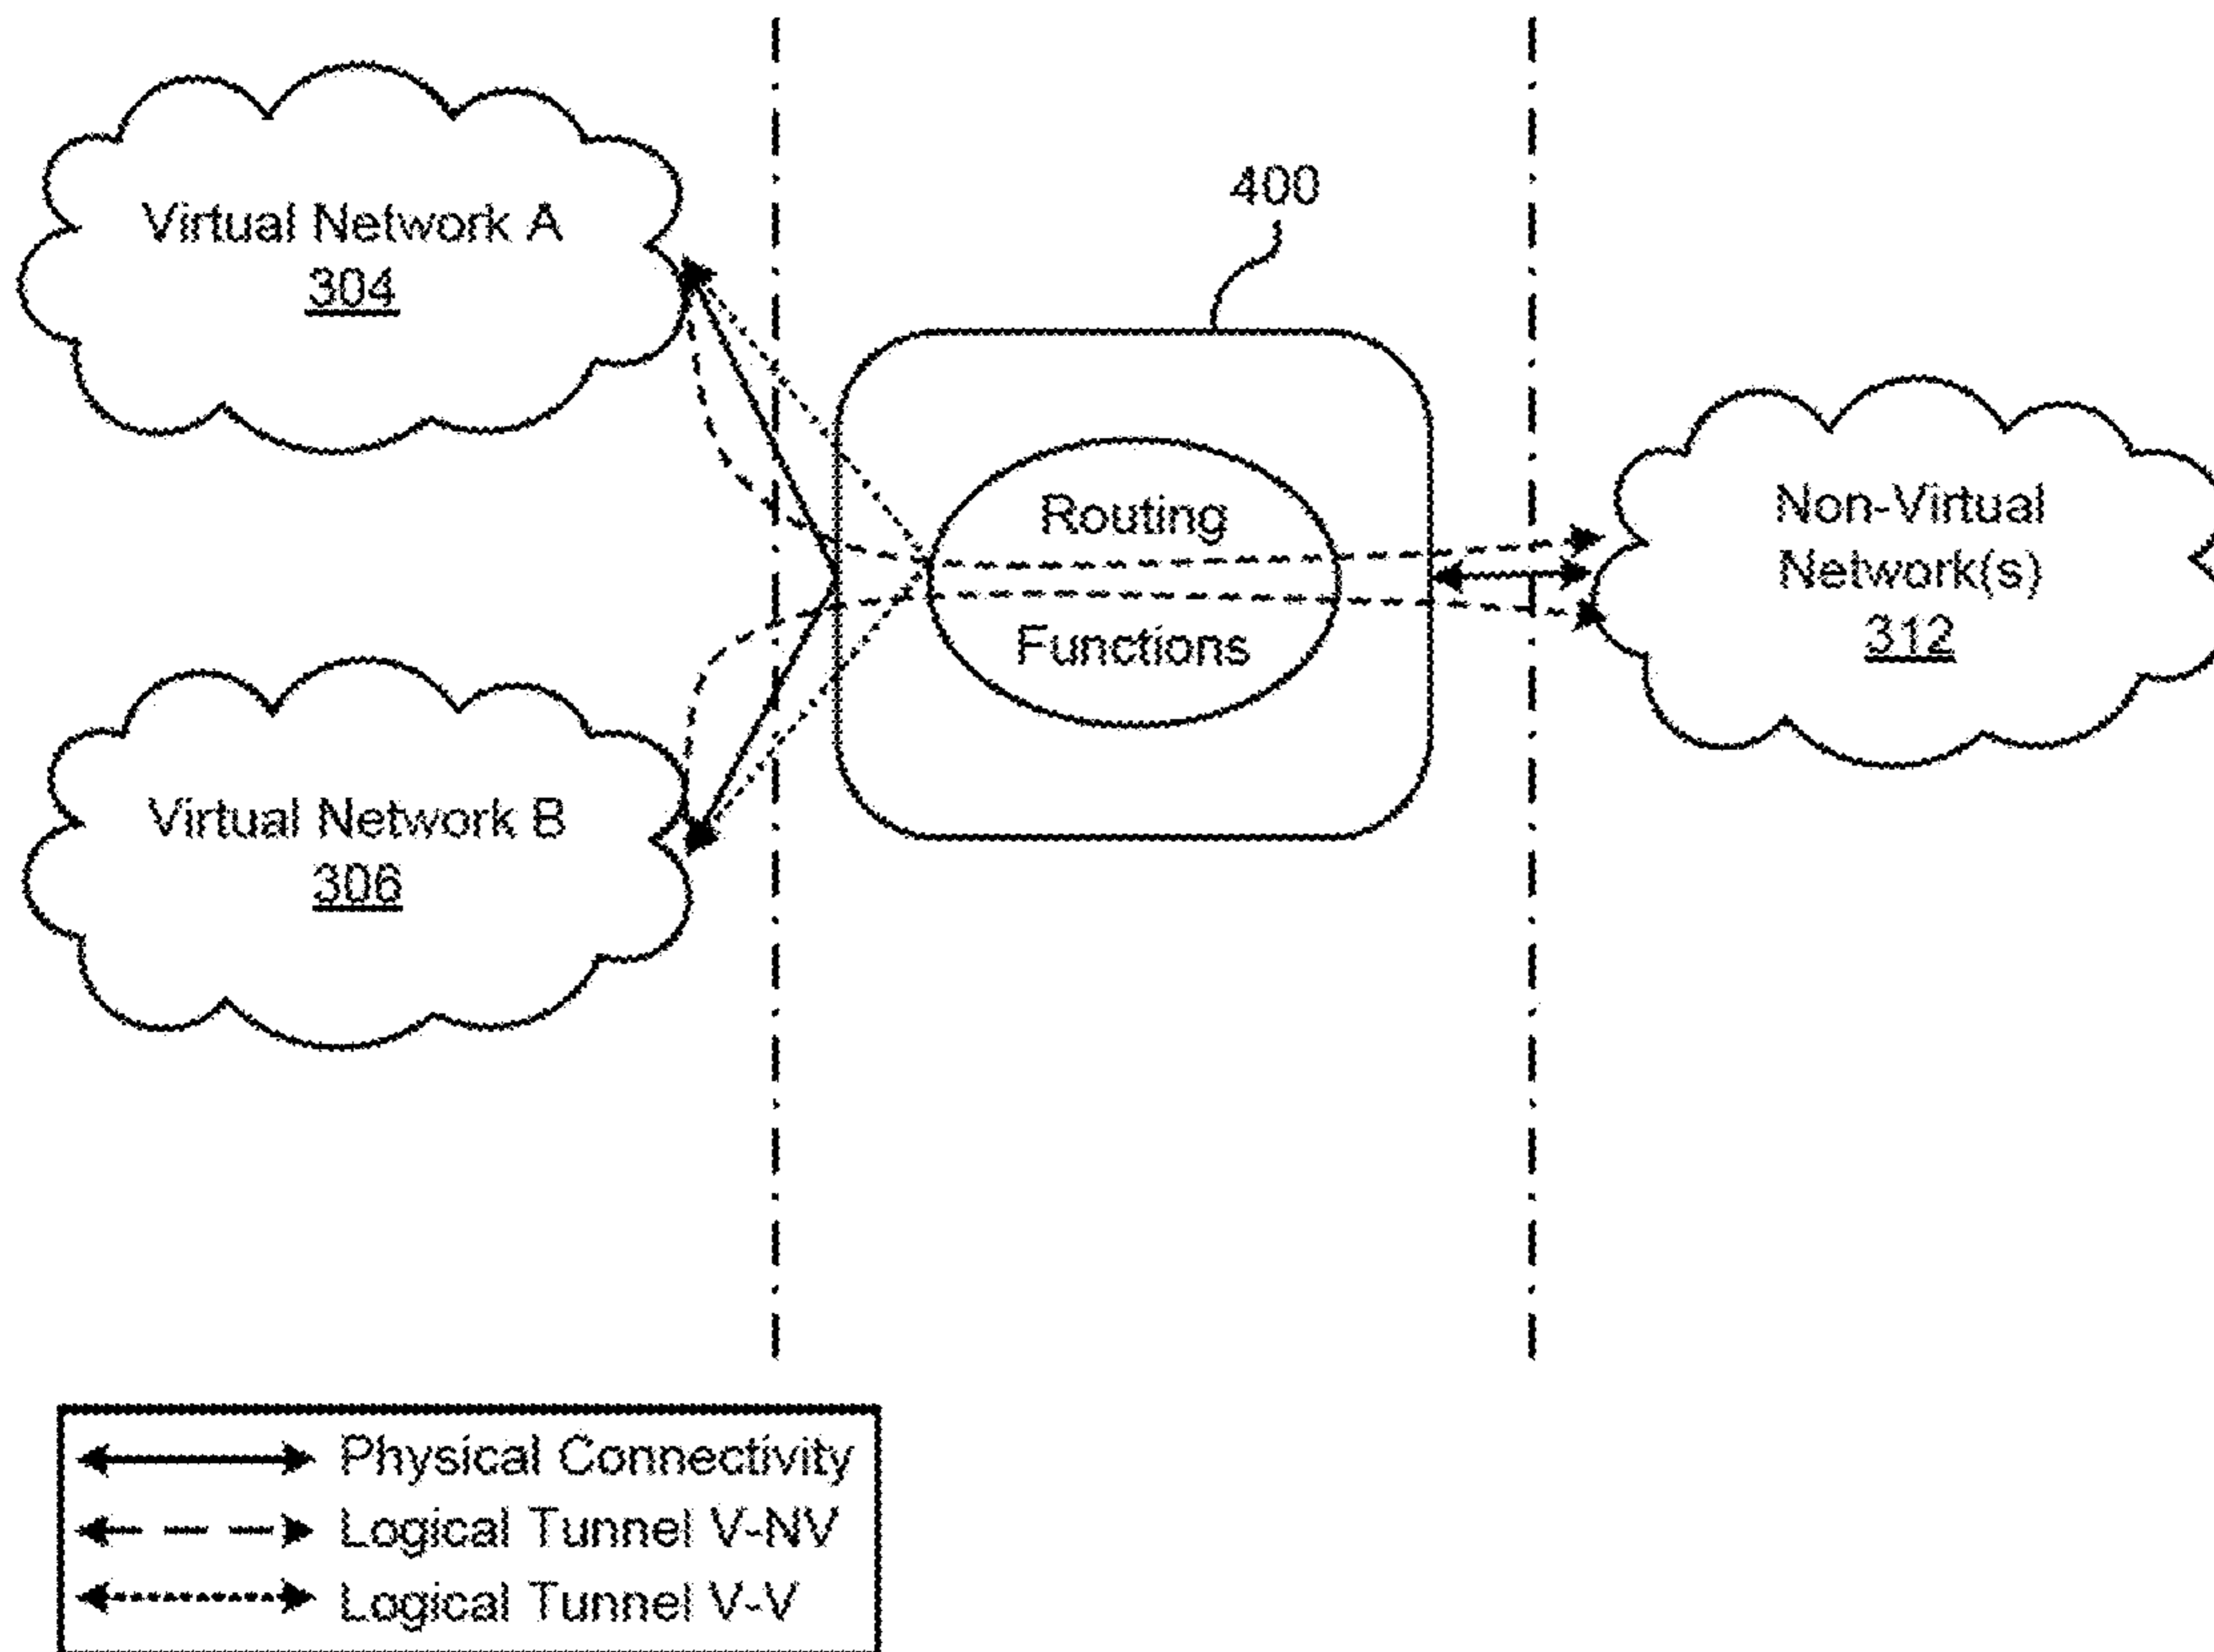 Virtual Network A
304
400
Routing
Functions
Non-Virtual
Network(s)
312
Virtual Network B
306
Physical Connectivity
Logical Tunnel V-NV
Logical Tunnel V-V